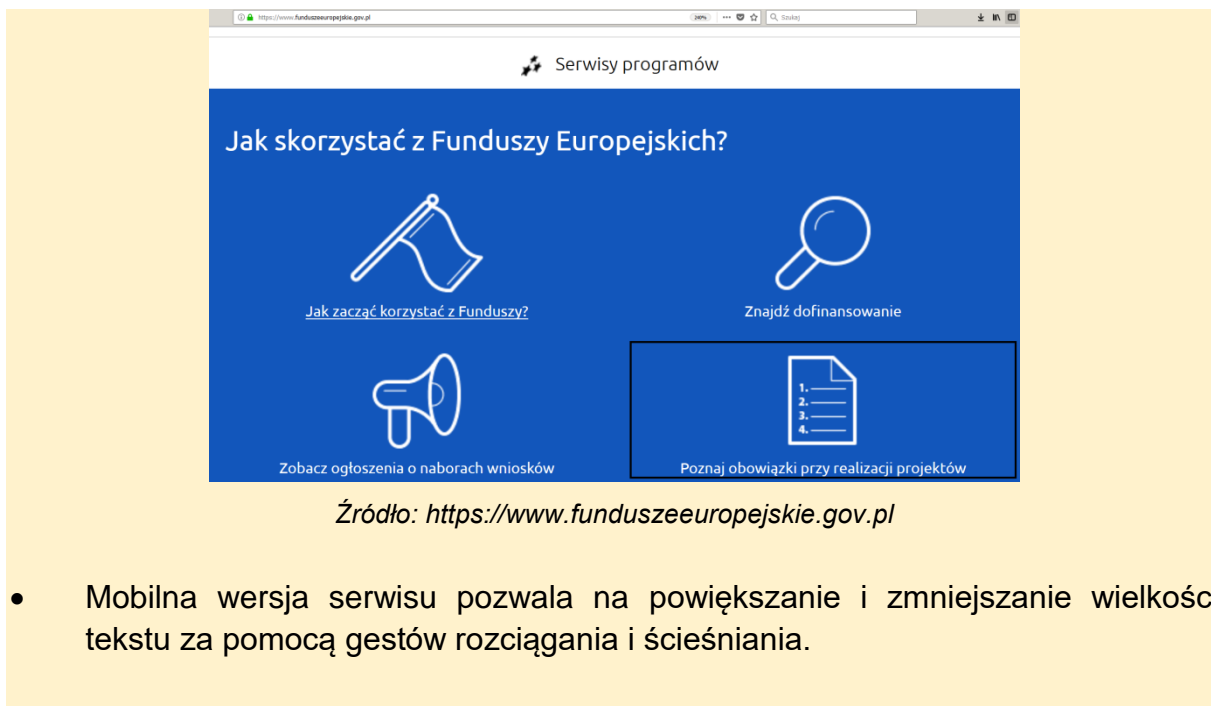 https://www.funduszeeuropejskie.gov.pl 240% Szukaj
Serwisy programów
Jak skorzystać z Funduszy Europejskich?
Jak zacząć korzystać z Funduszy? Znajdź dofinansowanie
1.
2.
3.
4.
Zobacz ogłoszenia o naborach wniosków Poznaj obowiązki przy realizacji projektów
Źródło: https://www.funduszeeuropejskie.gov.pl
• Mobilna wersja serwisu pozwala na powiększanie i zmniejszanie wielkośc
tekstu za pomocą gestów rozciągania i ścieśniania.